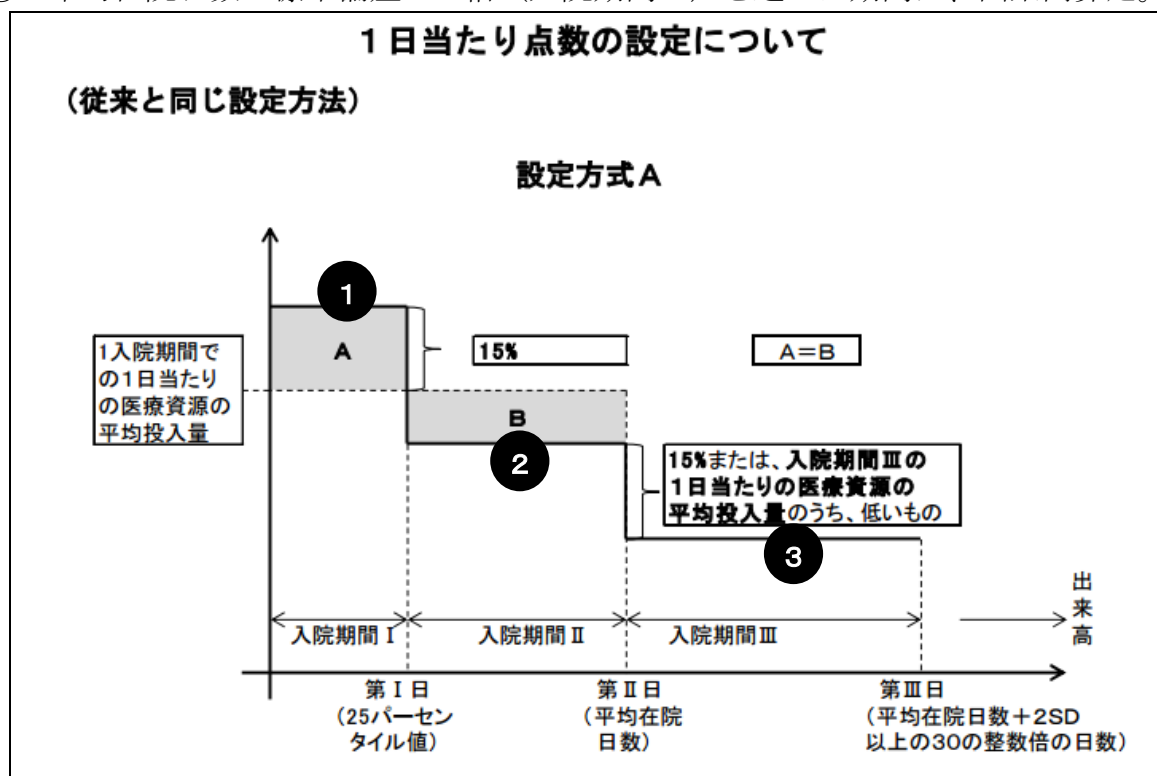 1日当たり点数の設定について
(従来と同じ設定方法)
設定方式A
1
A
15%
A=B
1入院期間で
の1日当たり
の医療資源の
平均投入量
B
2
15%または、入院期間Ⅲの
1日当たりの医療資源の
平均投入量のうち、低いもの
3
入院期間Ⅰ
入院期間Ⅱ
入院期間Ⅲ
出
来
高
第Ⅰ日
(25パーセン
タイル値)
第Ⅱ日
(平均在院
日数)
第Ⅲ日
(平均在院日数+2SD
以上の30の整数倍の日数)